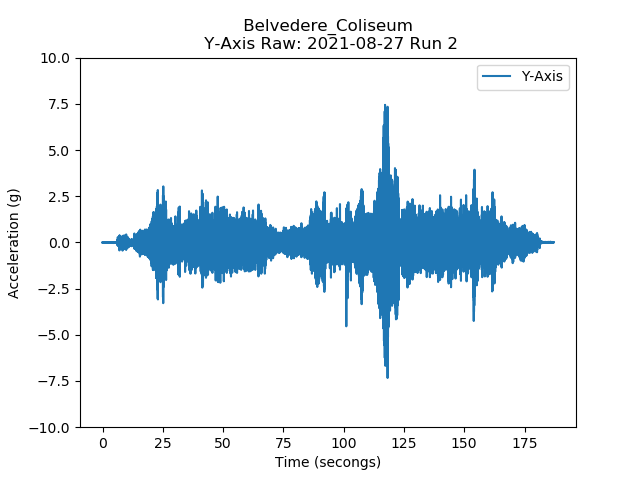 Belvedere_Coliseum
Y-Axis Raw: 2021-08-27 Run 2
Y-Axis
10.0
7.5
5.0
2.5
0.0
−2.5
−5.0
−7.5
−10.0
Acceleration (g)
0 25 50 75 100 125 150 175
Time (secongs)